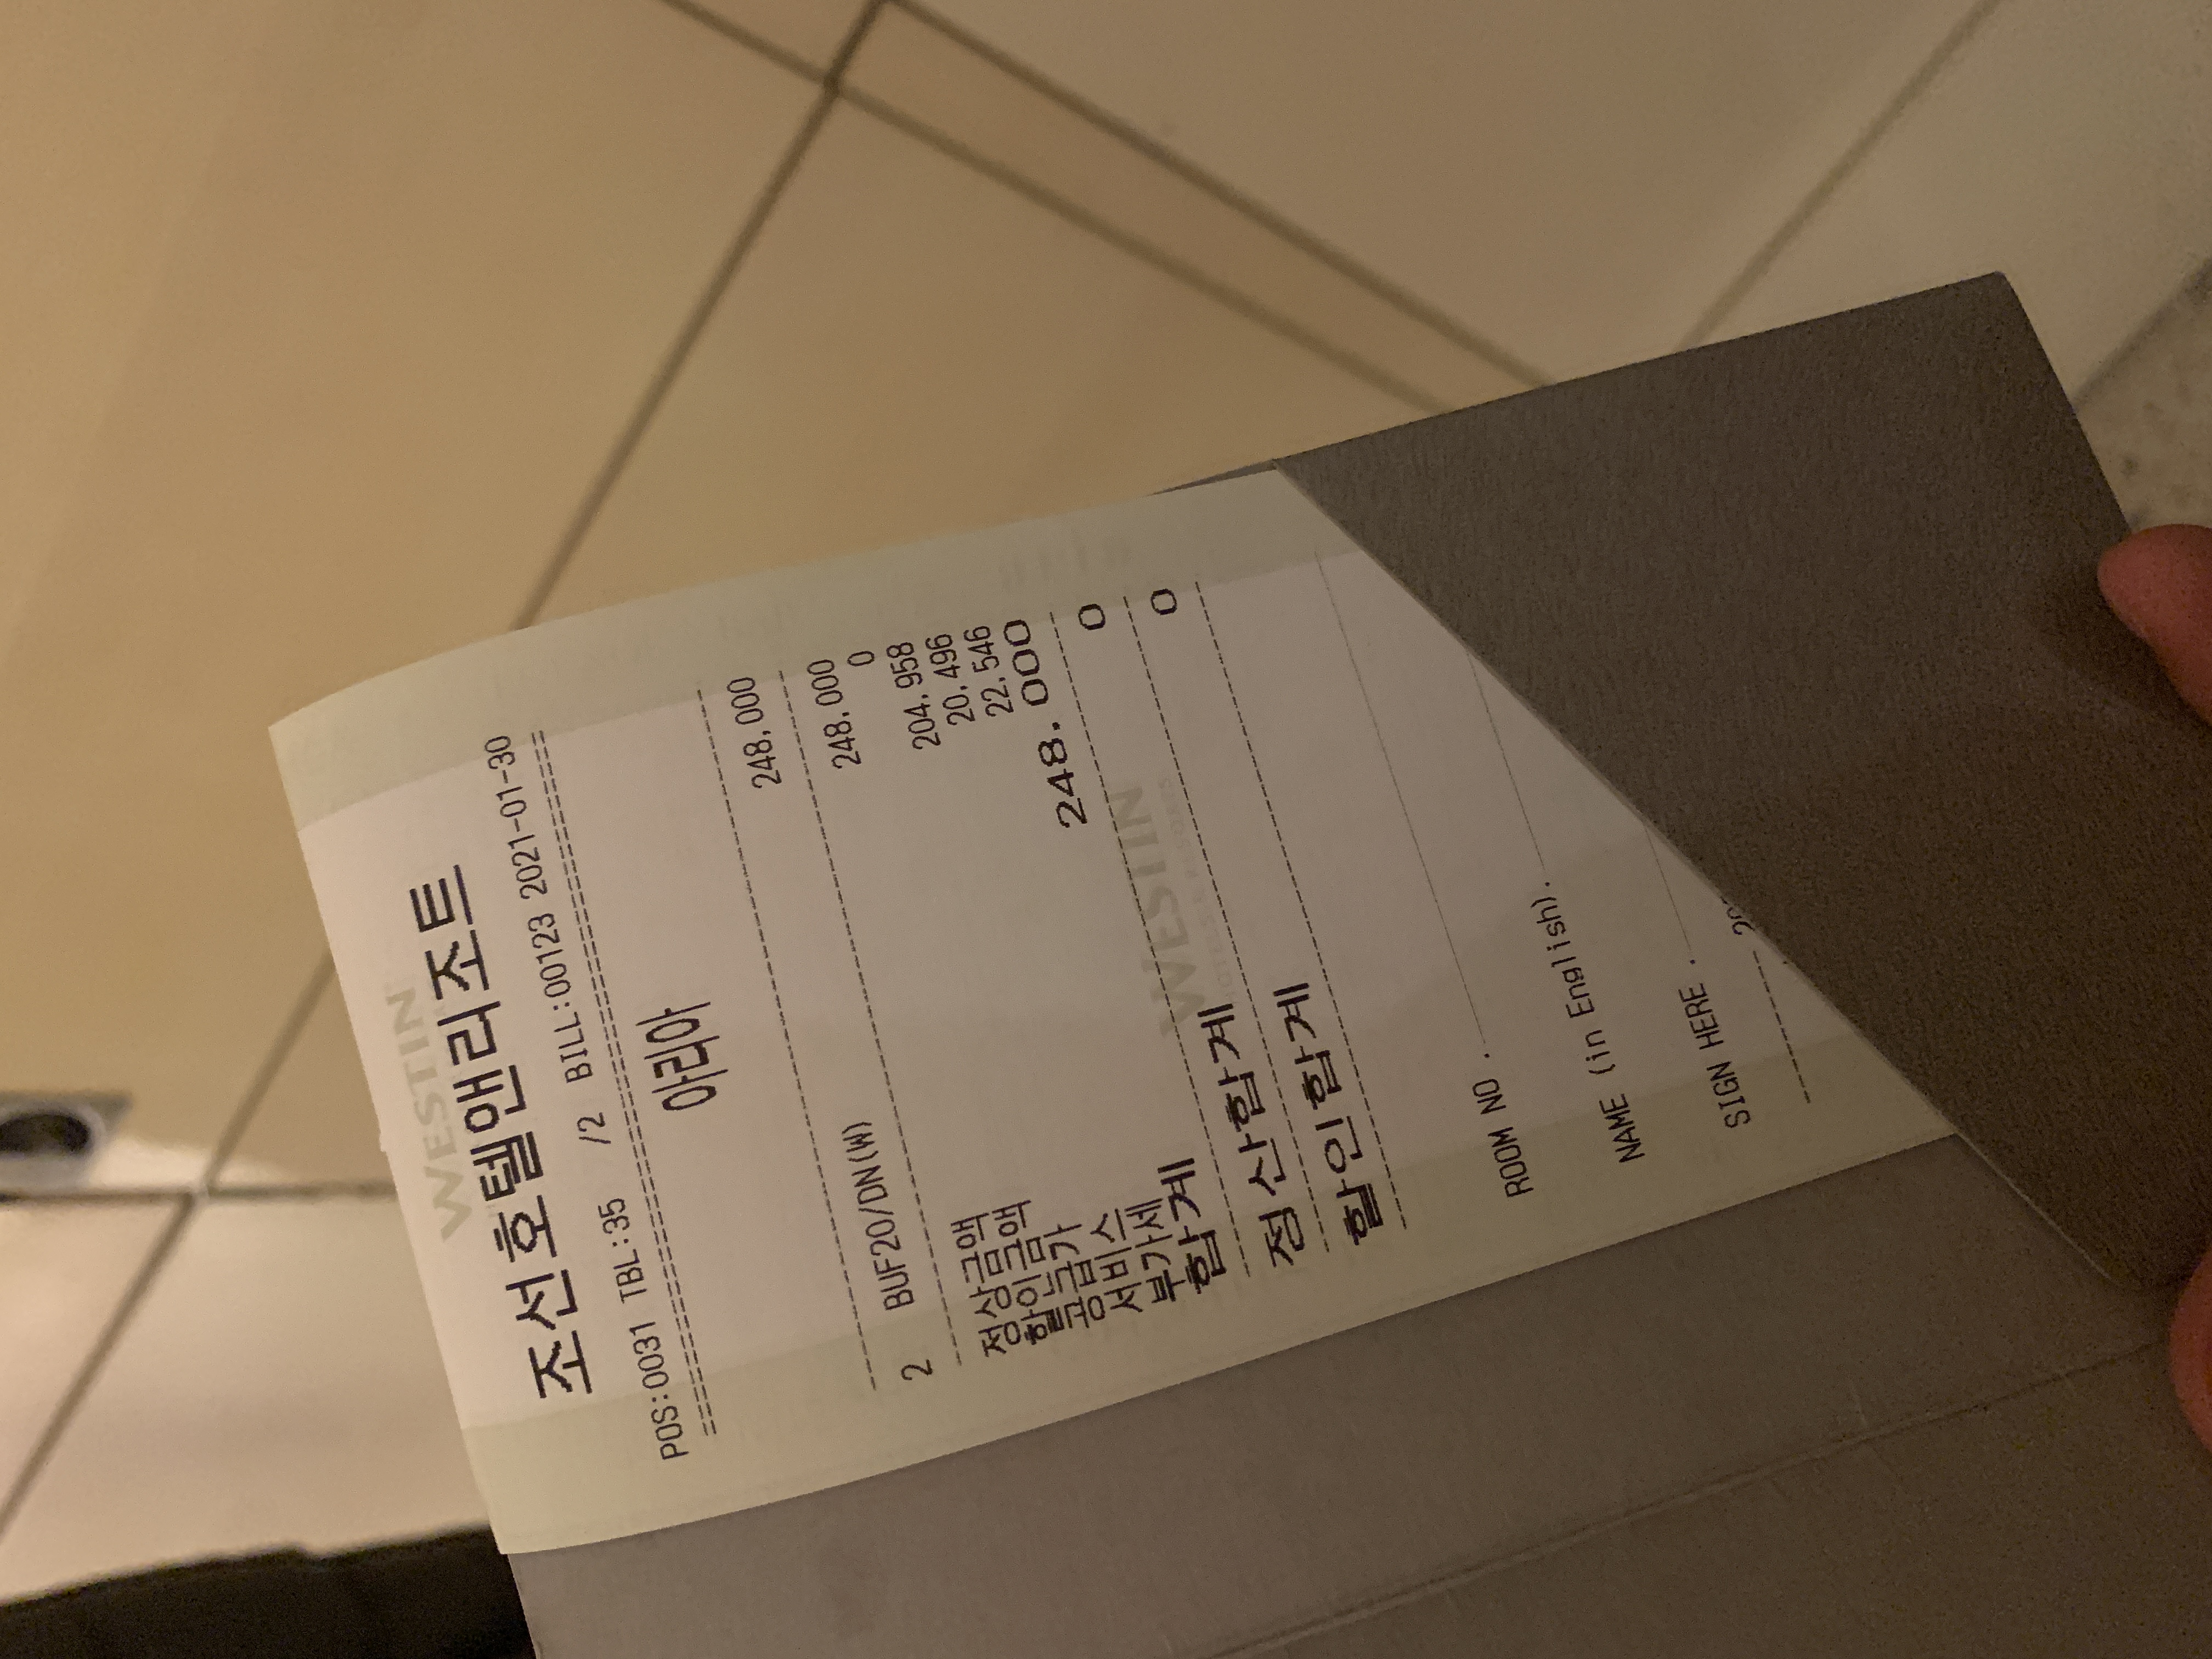 WESTIN
조선호텔앤리조트
POS:0031 TBL:35 /2 BILL:00123 2021-01-30
아리아
2 BUF20/DN(W) 248,000
정상금액 248,000
할인금액 0
공급가 204,958
서비스 20,496
부가세 22,546
합계 248,000
정산합계 0
할인합계 0
WESTIN
ROOM NO.
NAME (in English).
SIGN HERE.